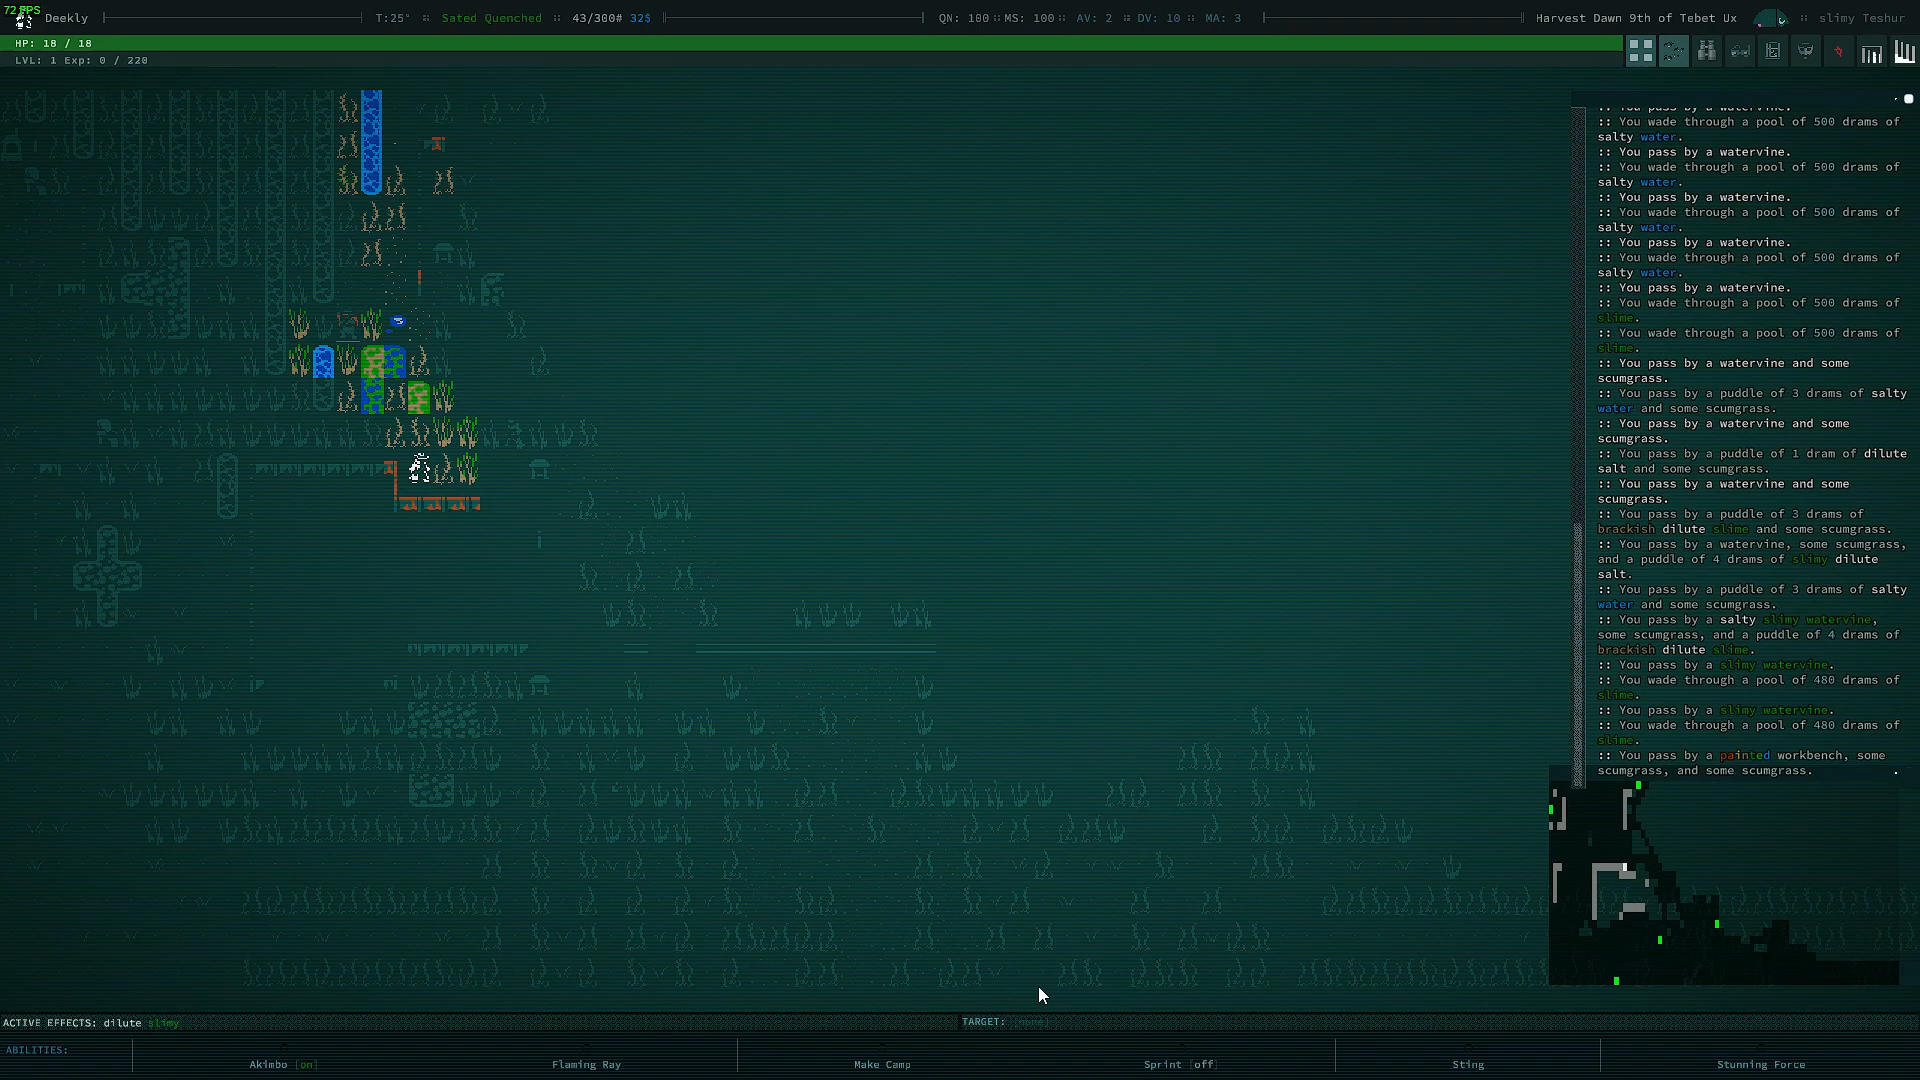 72 FPS
Deekly
T:25° :: Sated Quenched :: 43/300# 32$
QN: 100 :: MS: 100 :: AV: 2 :: DV: 10 :: MA: 3
Harvest Dawn 9th of Tebet Ux :: slimy Teshur
HP: 18 / 18
LVL: 1 Exp: 0 / 220
:: You pass by a watervine.
:: You wade through a pool of 500 drams of
salty water.
:: You pass by a watervine.
:: You wade through a pool of 500 drams of
salty water.
:: You pass by a watervine.
:: You wade through a pool of 500 drams of
salty water.
:: You pass by a watervine.
:: You wade through a pool of 500 drams of
salty water.
:: You pass by a watervine.
:: You wade through a pool of 500 drams of
slime.
:: You wade through a pool of 500 drams of
slime.
:: You pass by a watervine and some
scumgrass.
:: You pass by a puddle of 3 drams of salty
water and some scumgrass.
:: You pass by a watervine and some
scumgrass.
:: You pass by a puddle of 1 dram of dilute
salt and some scumgrass.
:: You pass by a watervine and some
scumgrass.
:: You pass by a puddle of 3 drams of
brackish dilute slime and some scumgrass.
:: You pass by a watervine, some scumgrass,
and a puddle of 4 drams of slimy dilute
salt.
:: You pass by a puddle of 3 drams of salty
water and some scumgrass.
:: You pass by a salty slimy watervine,
some scumgrass, and a puddle of 4 drams of
brackish dilute slime.
:: You pass by a slimy watervine.
:: You wade through a pool of 480 drams of
slime.
:: You pass by a slimy watervine.
:: You wade through a pool of 480 drams of
slime.
:: You pass by a painted workbench, some
scumgrass, and some scumgrass.
ACTIVE EFFECTS: dilute slimy
TARGET: [none]
ABILITIES:
Akimbo [on]
Flaming Ray
Make Camp
Sprint [off]
Sting
Stunning Force